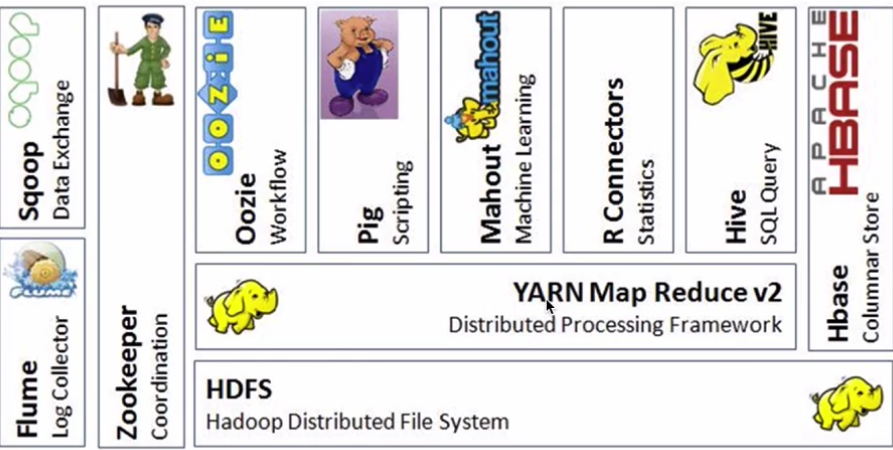 sqoop
Sqoop
Data Exchange
FLUME
Flume
Log Collector
Zookeeper
Coordination
OOZIE
Oozie
Workflow
Pig
Scripting
mahout
Mahout
Machine Learning
R Connectors
Statistics
HIVE
Hive
SQL Query
APACHE
HBASE
Hbase
Columnar Store
YARN Map Reduce v2
Distributed Processing Framework
HDFS
Hadoop Distributed File System